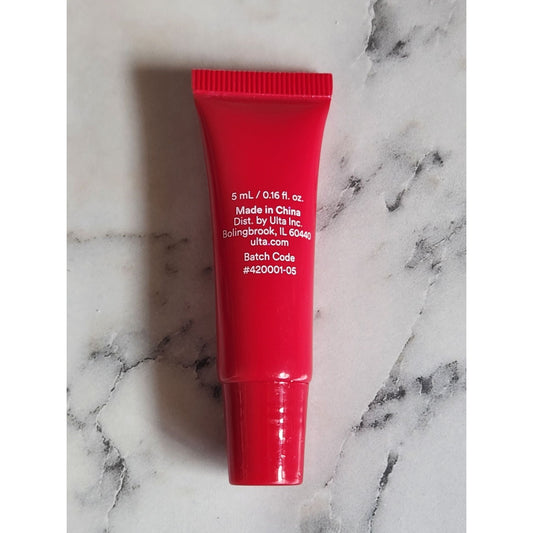 5 mL / 0.16 fl. oz.
Made in China
Dist. by Ulta Inc.
Bolingbrook, IL 60440
ulta.com
Batch Code
#420001-05